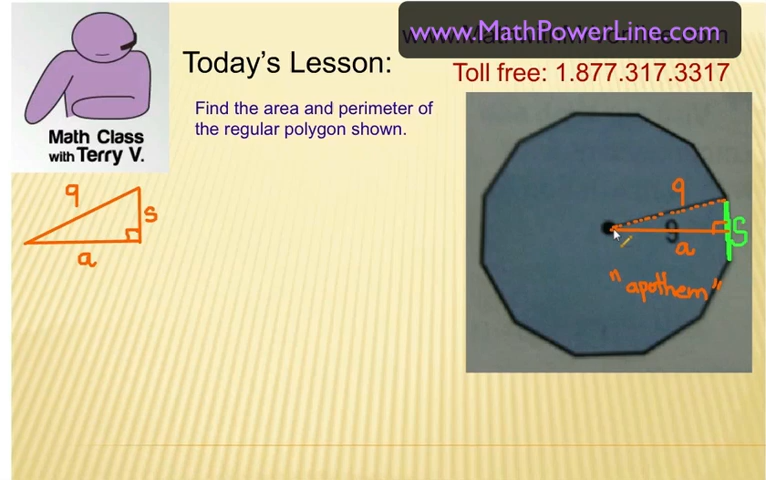 www.MathPowerLine.com
Today's Lesson:
Toll free: 1.877.317.3317
Find the area and perimeter of
the regular polygon shown.
Math Class
with Terry V.
9
s
a
9
9
S
a
"apothem"